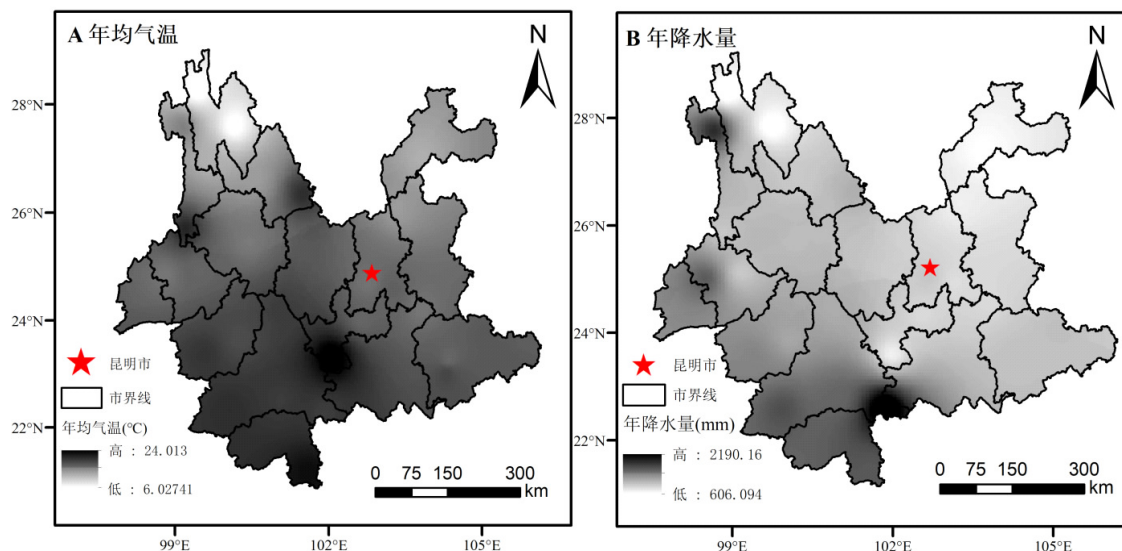 A 年均气温
N
28°N
26°N
24°N
22°N
昆明市
市界线
年均气温(℃)
高 : 24.013
低 : 6.02741
0 75 150 300
km
99°E 102°E 105°E
B 年降水量
N
28°N
26°N
24°N
22°N
昆明市
市界线
年降水量(mm)
高 : 2190.16
低 : 606.094
0 75 150 300
km
99°E 102°E 105°E